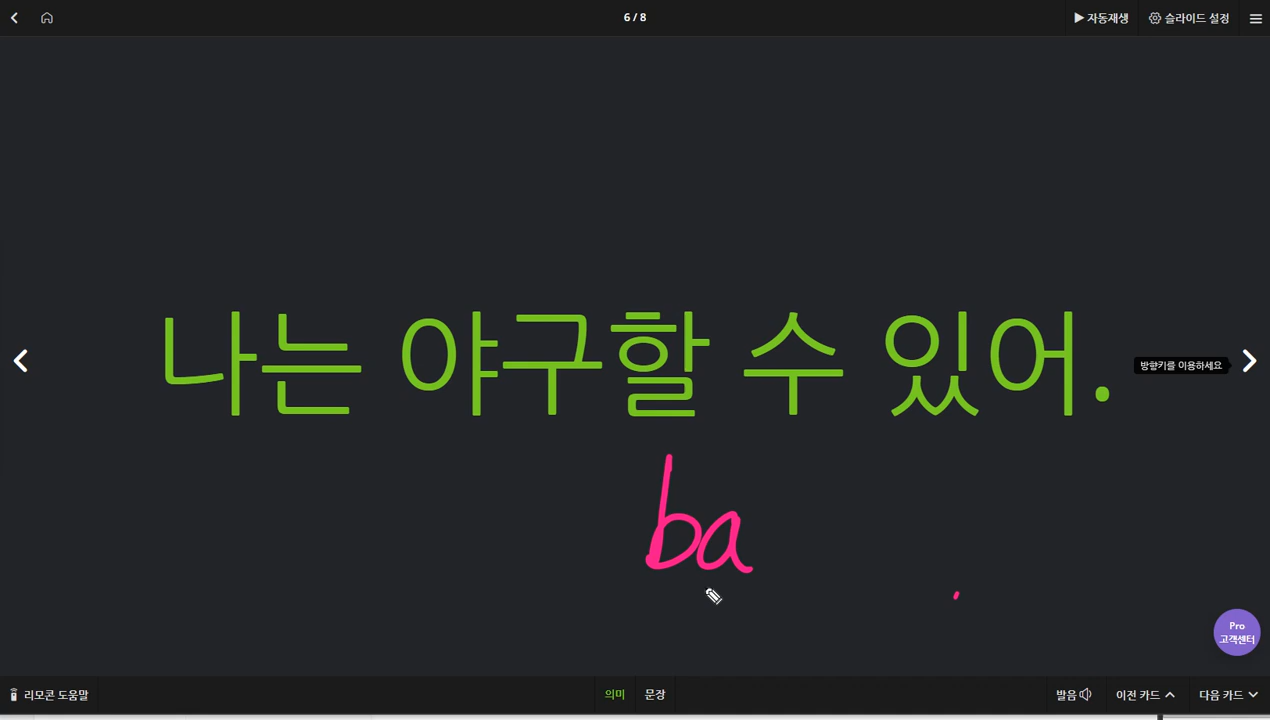 6 / 8
자동재생
슬라이드 설정
나는 야구할 수 있어.
방향키를 이용하세요
ba
Pro
고객센터
리모콘 도움말
의미
문장
발음
이전 카드
다음 카드